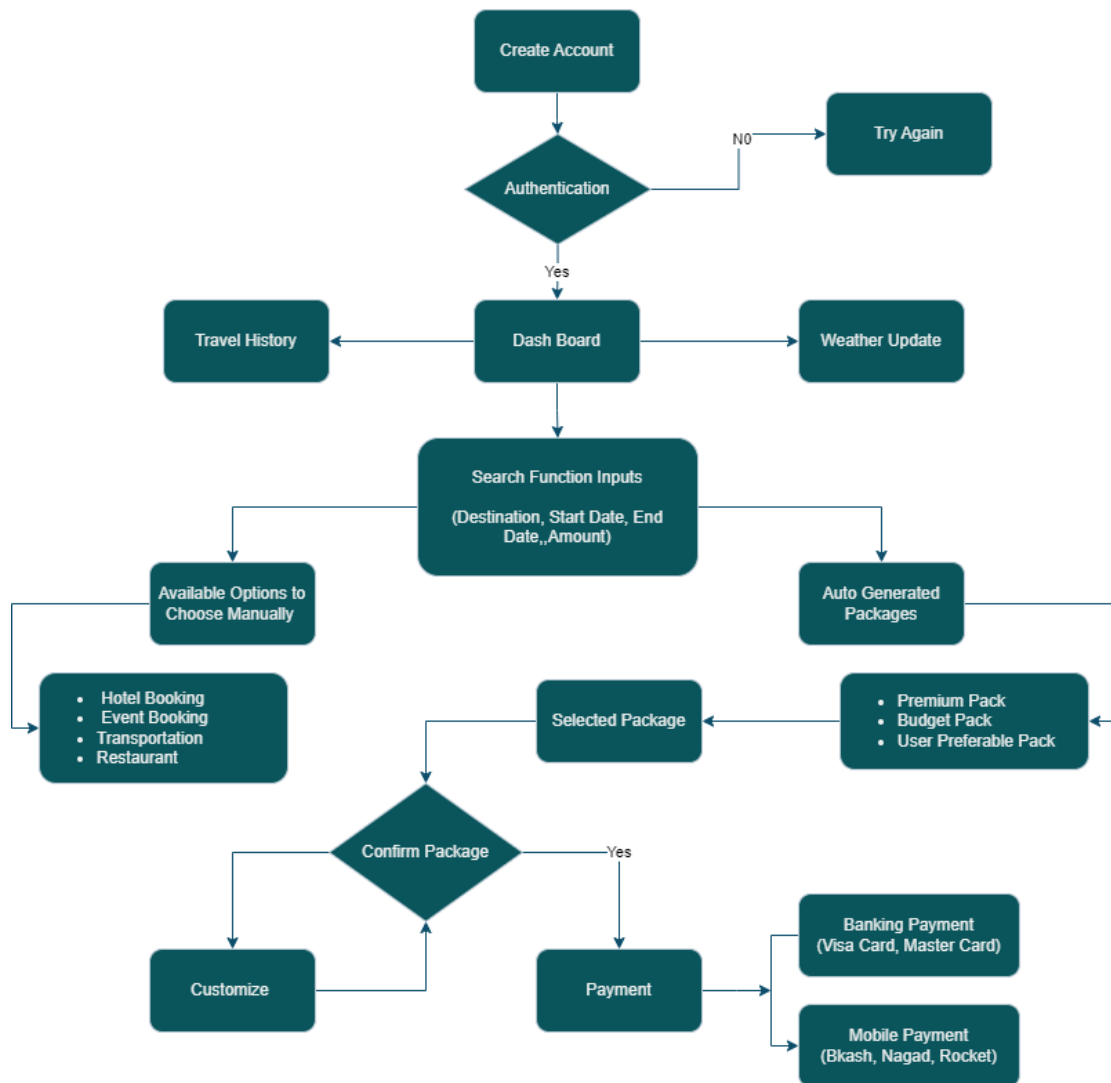 Create Account
Try Again
N0
Authentication
Yes
Travel History
Dash Board
Weather Update
Search Function Inputs
(Destination, Start Date, End
Date,,Amount)
Available Options to
Choose Manually
Auto Generated
Packages
• Hotel Booking
• Event Booking
• Transportation
• Restaurant
Selected Package
• Premium Pack
• Budget Pack
• User Preferable Pack
Confirm Package
Yes
Customize
Payment
Banking Payment
(Visa Card, Master Card)
Mobile Payment
(Bkash, Nagad, Rocket)